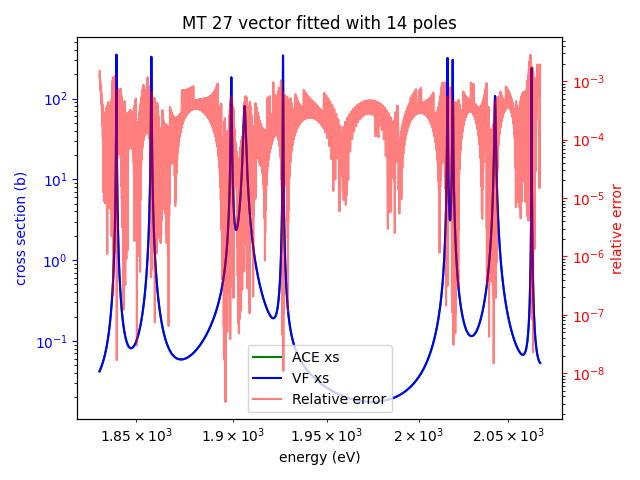 MT 27 vector fitted with 14 poles
10²
10¹
10⁰
10⁻¹
cross section (b)
10⁻³
10⁻⁴
10⁻⁵
10⁻⁶
10⁻⁷
10⁻⁸
relative error
ACE xs
VF xs
Relative error
1.85 × 10³ 1.9 × 10³ 1.95 × 10³ 2 × 10³ 2.05 × 10³
energy (eV)